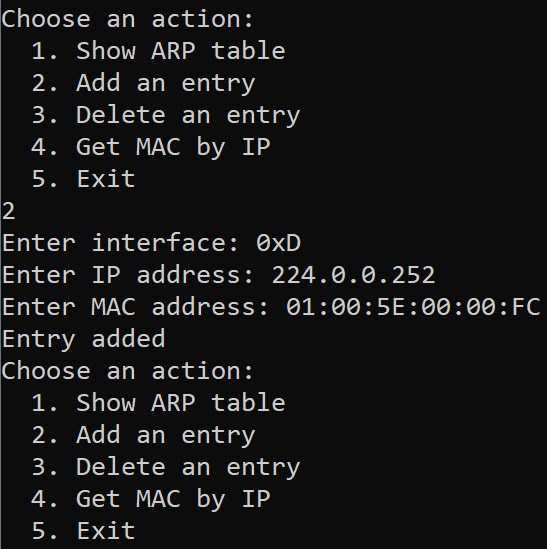 Choose an action:
  1. Show ARP table
  2. Add an entry
  3. Delete an entry
  4. Get MAC by IP
  5. Exit
2
Enter interface: 0xD
Enter IP address: 224.0.0.252
Enter MAC address: 01:00:5E:00:00:FC
Entry added
Choose an action:
  1. Show ARP table
  2. Add an entry
  3. Delete an entry
  4. Get MAC by IP
  5. Exit